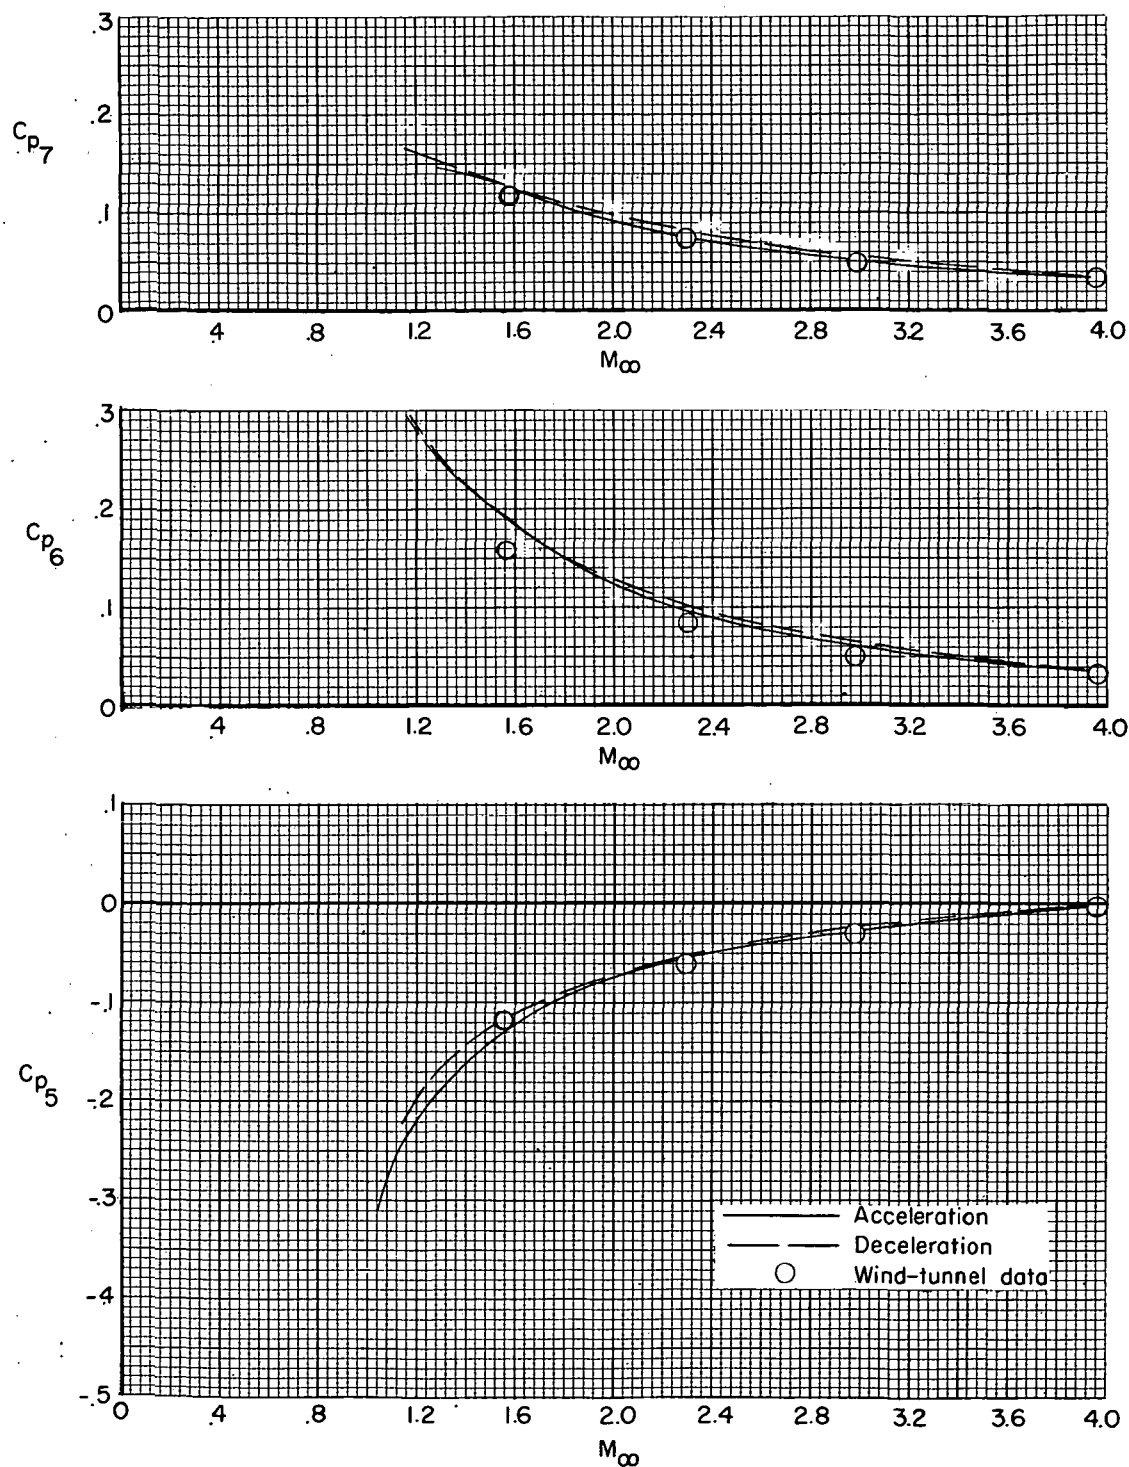 .3
.2
Cp7
.1
0
.4 .8 1.2 1.6 2.0 2.4 2.8 3.2 3.6 4.0
M∞
.3
.2
Cp6
.1
0
.4 .8 1.2 1.6 2.0 2.4 2.8 3.2 3.6 4.0
M∞
.1
0
-.1
Cp5
-.2
-.3
-.4
-.5
Acceleration
Deceleration
Wind-tunnel data
0 .4 .8 1.2 1.6 2.0 2.4 2.8 3.2 3.6 4.0
M∞